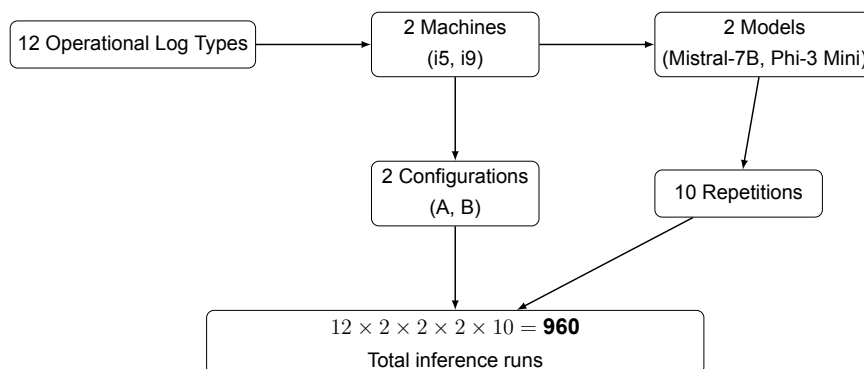 12 Operational Log Types
2 Machines
(i5, i9)
2 Models
(Mistral-7B, Phi-3 Mini)
2 Configurations
(A, B)
10 Repetitions
12 × 2 × 2 × 2 × 10 = 960
Total inference runs